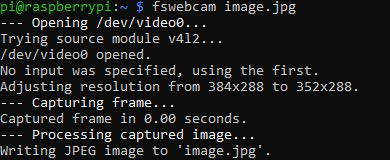 pi@raspberrypi:~ $ fswebcam image.jpg
--- Opening /dev/video0...
Trying source module v4l2...
/dev/video0 opened.
No input was specified, using the first.
Adjusting resolution from 384x288 to 352x288.
--- Capturing frame...
Captured frame in 0.00 seconds.
--- Processing captured image...
Writing JPEG image to 'image.jpg'.